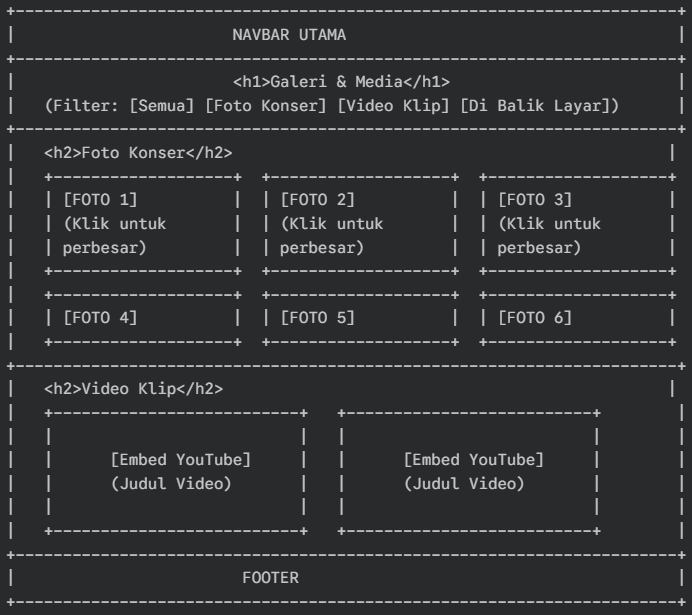 NAVBAR UTAMA
<h1>Galeri & Media</h1>
(Filter: [Semua] [Foto Konser] [Video Klip] [Di Balik Layar])
<h2>Foto Konser</h2>
[FOTO 1] [FOTO 2] [FOTO 3]
(Klik untuk (Klik untuk (Klik untuk
perbesar) perbesar) perbesar)
[FOTO 4] [FOTO 5] [FOTO 6]
<h2>Video Klip</h2>
[Embed YouTube] [Embed YouTube]
(Judul Video) (Judul Video)
FOOTER